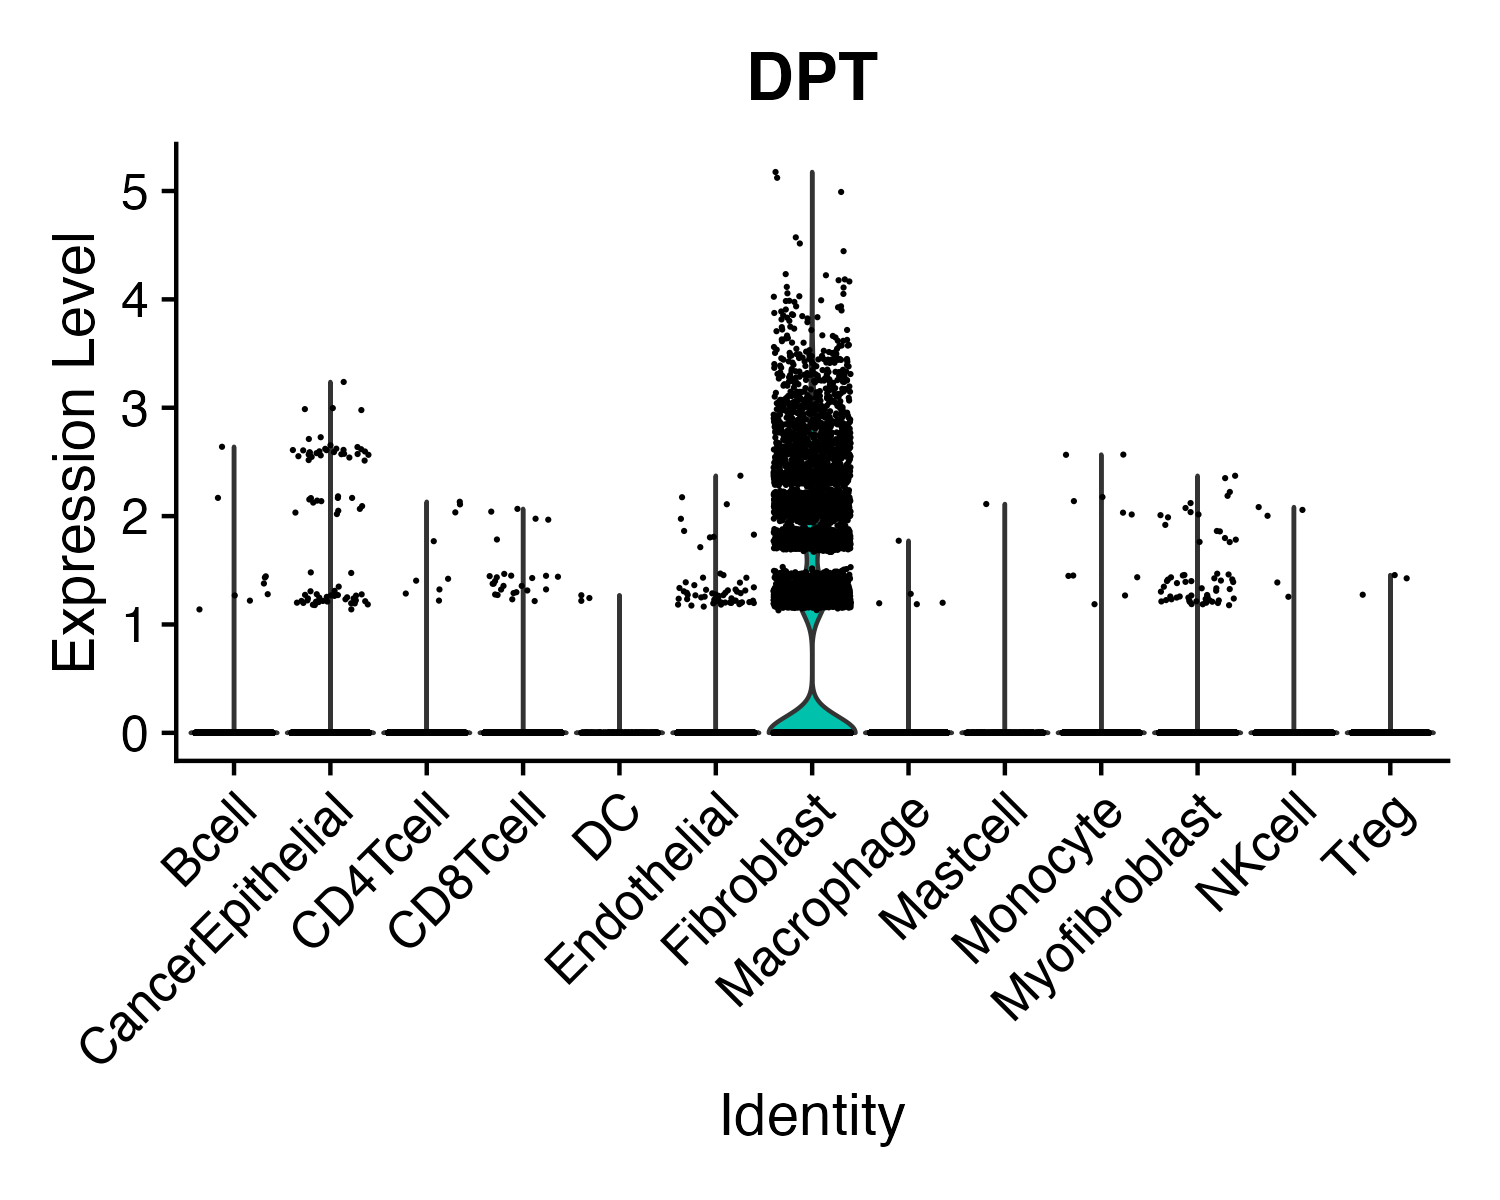 DPT
Expression Level
5
4
3
2
1
0
Bcell
CancerEpithelial
CD4Tcell
CD8Tcell
DC
Endothelial
Fibroblast
Macrophage
Mastcell
Monocyte
Myofibroblast
NKcell
Treg
Identity